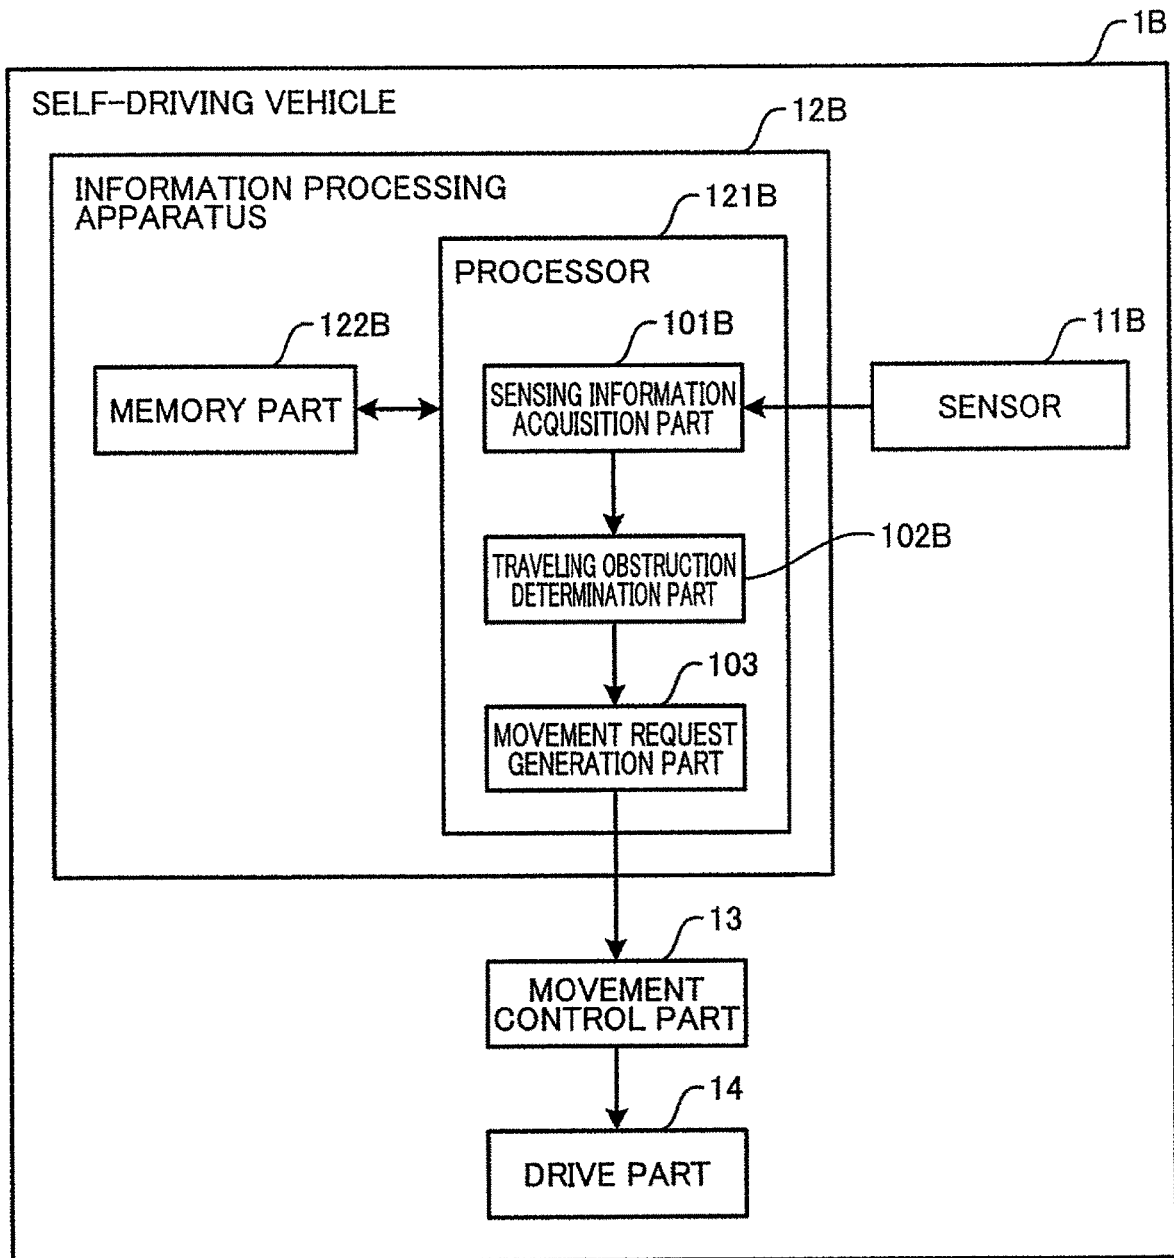 1B
SELF-DRIVING VEHICLE
12B
INFORMATION PROCESSING
APPARATUS
121B
PROCESSOR
122B
101B
11B
MEMORY PART
SENSING INFORMATION
ACQUISITION PART
SENSOR
102B
TRAVELING OBSTRUCTION
DETERMINATION PART
103
MOVEMENT REQUEST
GENERATION PART
13
MOVEMENT
CONTROL PART
14
DRIVE PART